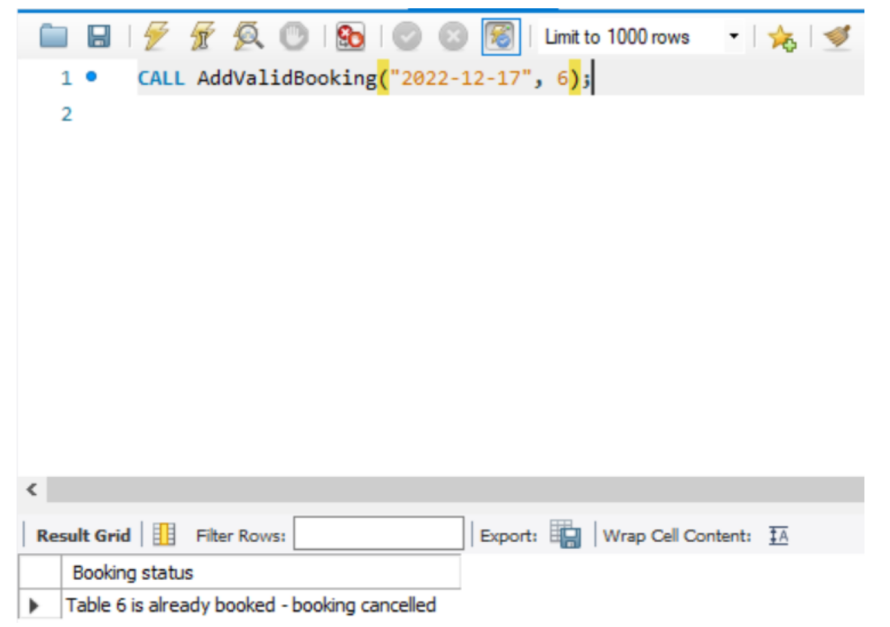 Limit to 1000 rows
1 CALL AddValidBooking("2022-12-17", 6);
2
Result Grid Filter Rows: Export: Wrap Cell Content: IA
Booking status
Table 6 is already booked - booking cancelled